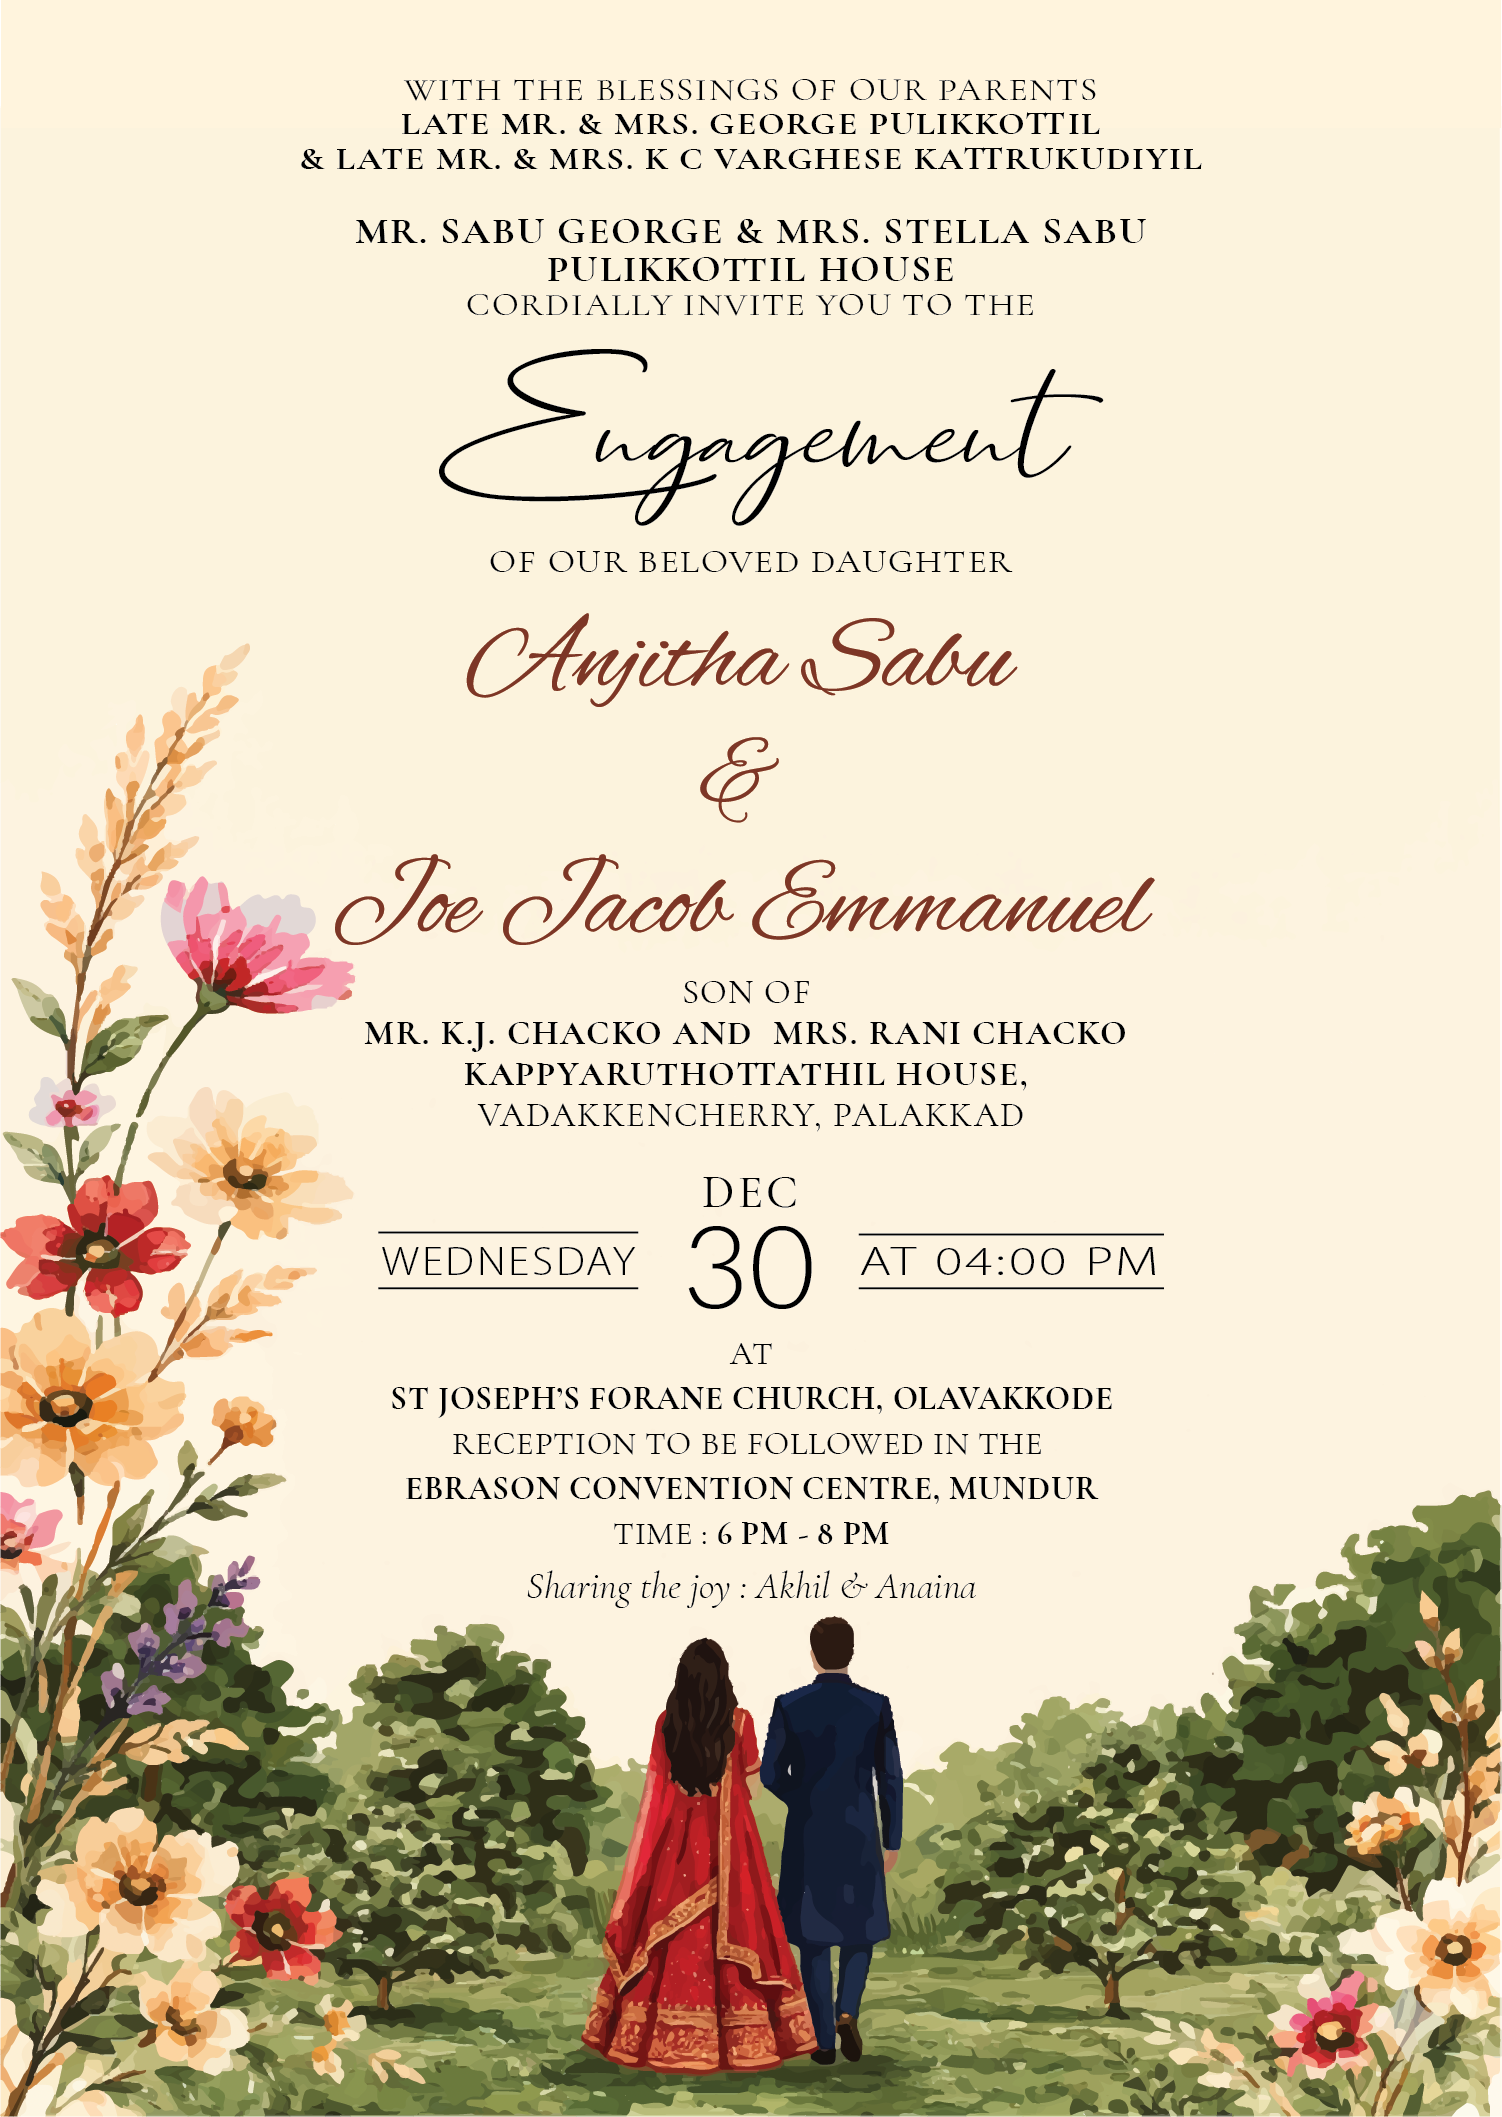 WITH THE BLESSINGS OF OUR PARENTS
LATE MR. & MRS. GEORGE PULIKKOTTIL
& LATE MR. & MRS. K C VARGHESE KATTRUKUDIYIL
MR. SABU GEORGE & MRS. STELLA SABU
PULIKKOTTIL HOUSE
CORDIALLY INVITE YOU TO THE
Engagement
OF OUR BELOVED DAUGHTER
Anjitha Sabu
&
Joe Jacob Emmanuel
SON OF
MR. K.J. CHACKO AND MRS. RANI CHACKO
KAPPYARUTHOTTATHIL HOUSE,
VADAKKENCHERRY, PALAKKAD
DEC
WEDNESDAY 30 AT 04:00 PM
AT
ST JOSEPH'S FORANE CHURCH, OLAVAKKODE
RECEPTION TO BE FOLLOWED IN THE
EBRASON CONVENTION CENTRE, MUNDUR
TIME : 6 PM - 8 PM
Sharing the joy : Akhil & Anaina